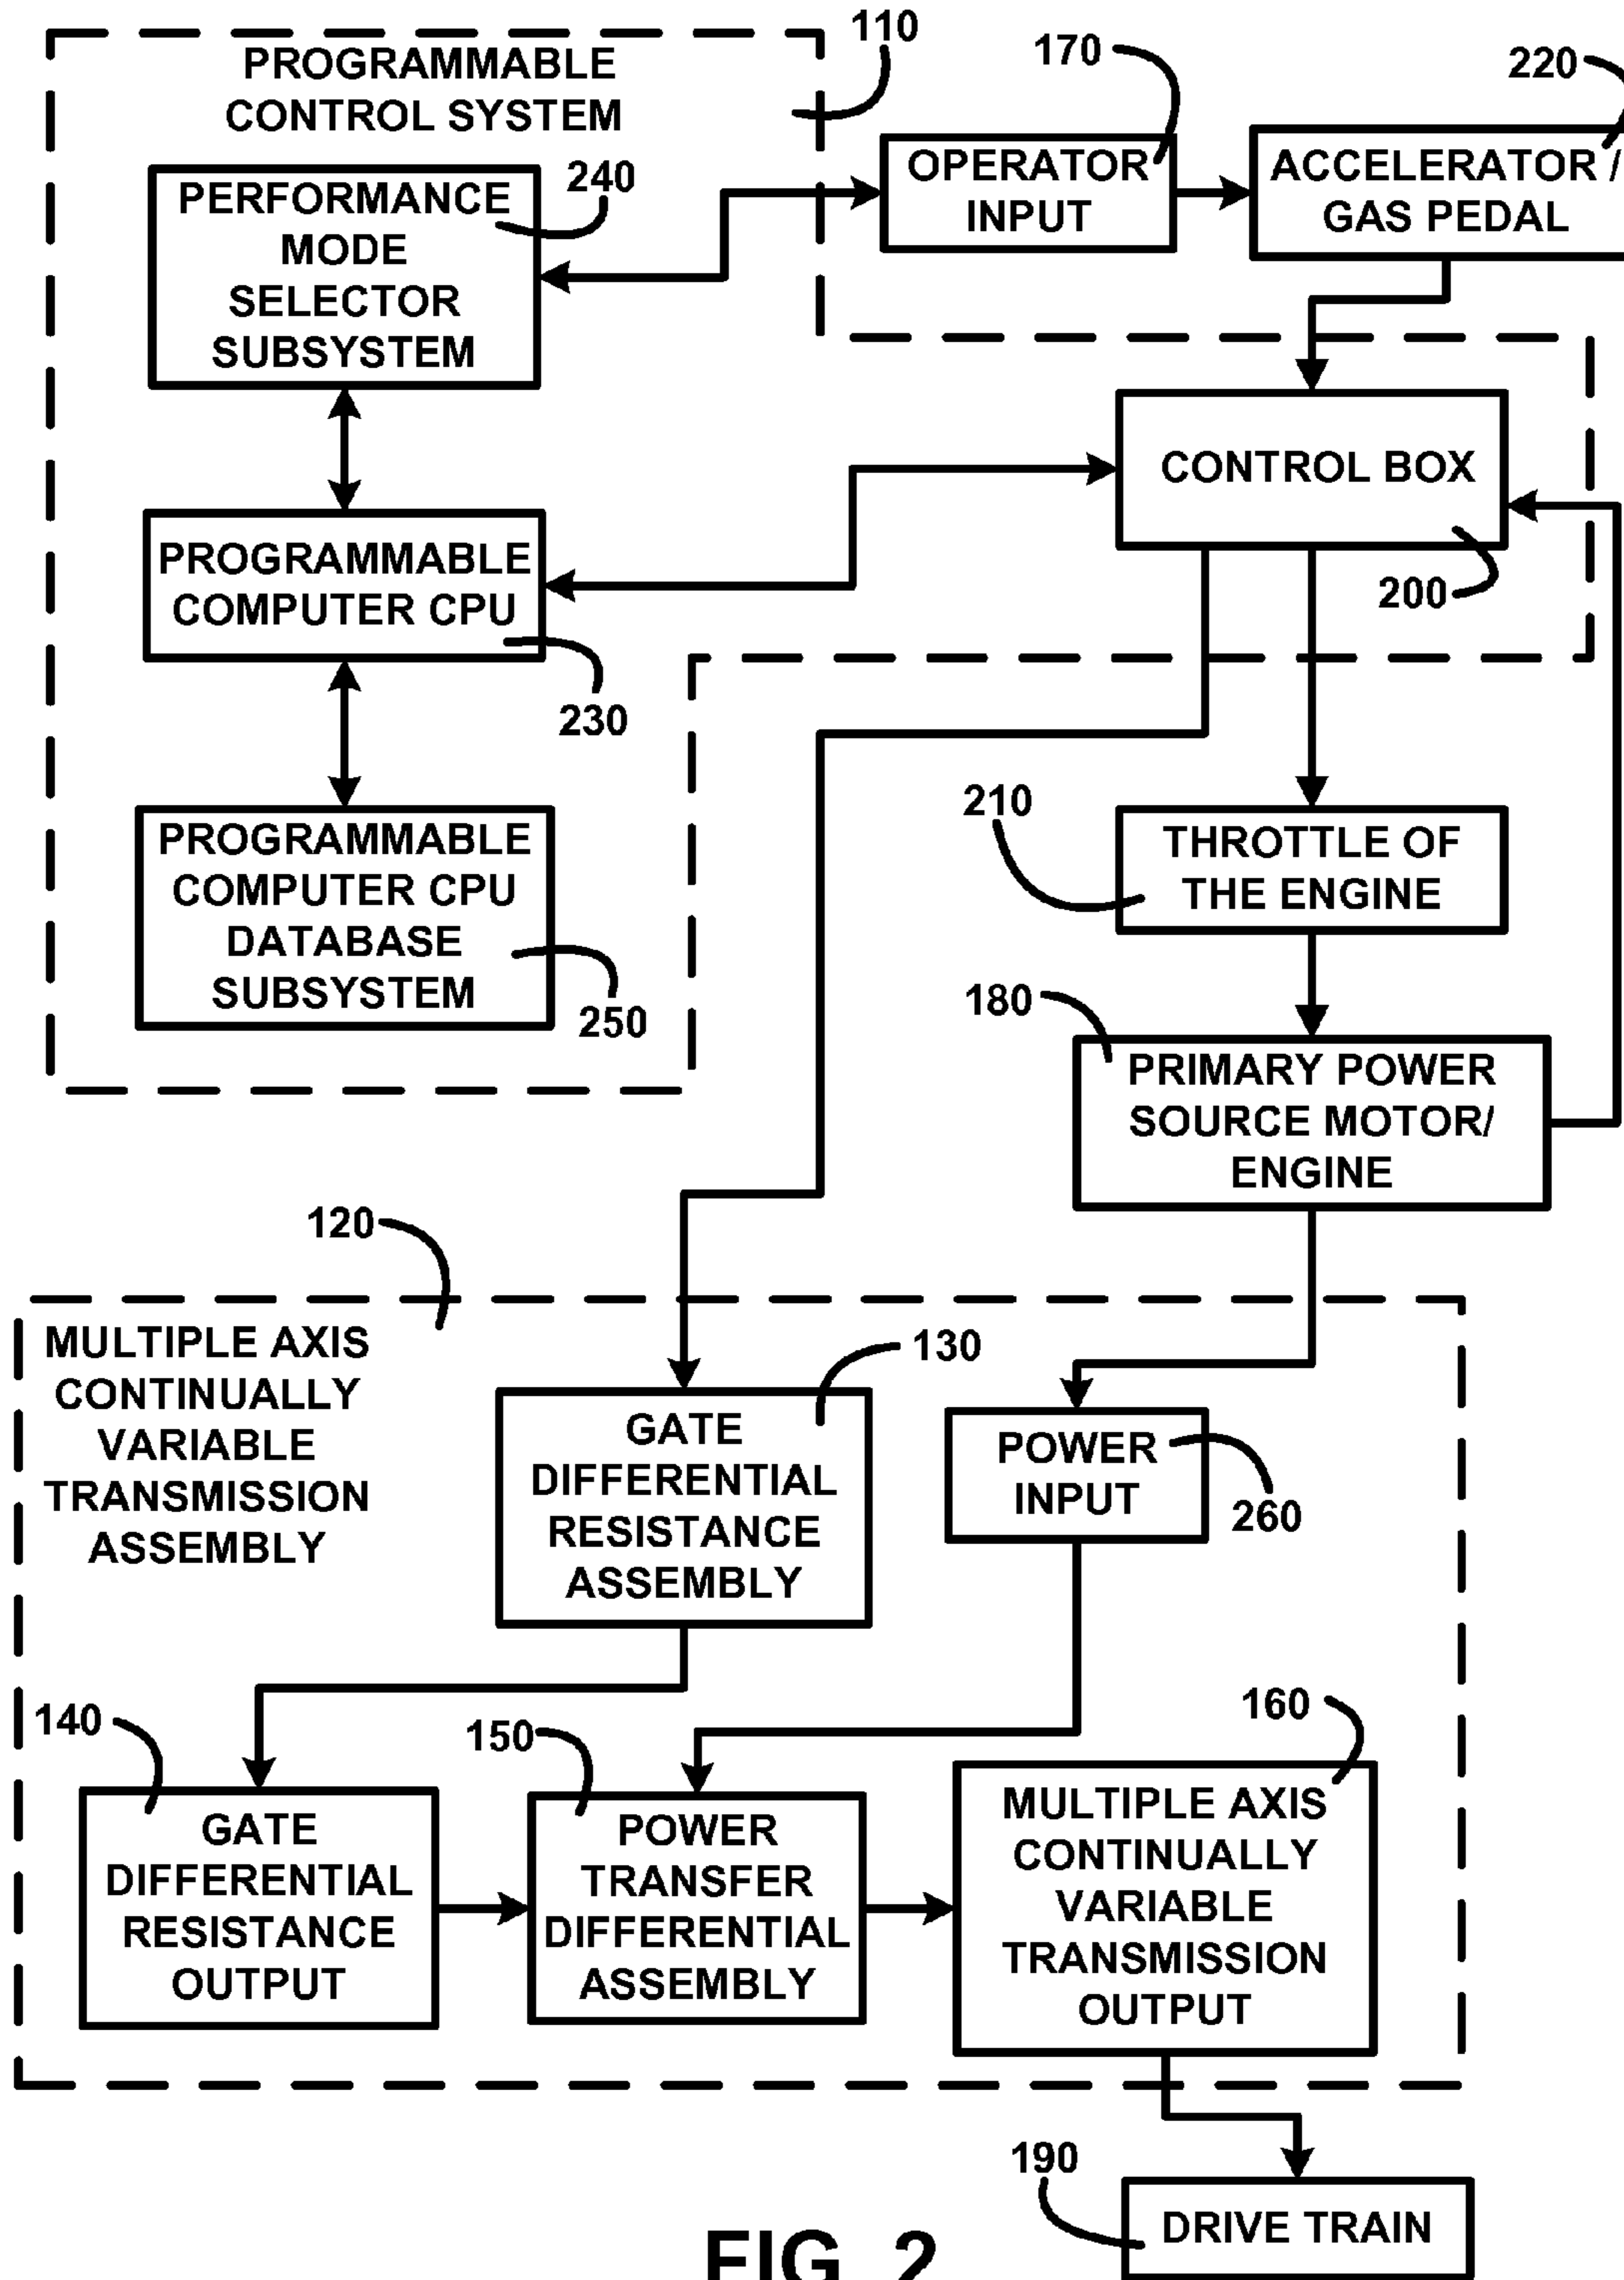 110
170
220
PROGRAMMABLE
CONTROL SYSTEM
240
PERFORMANCE
MODE
SELECTOR
SUBSYSTEM
OPERATOR
INPUT
ACCELERATOR /
GAS PEDAL
CONTROL BOX
200
PROGRAMMABLE
COMPUTER CPU
230
PROGRAMMABLE
COMPUTER CPU
DATABASE
SUBSYSTEM
250
210
THROTTLE OF
THE ENGINE
180
PRIMARY POWER
SOURCE MOTOR/
ENGINE
120
MULTIPLE AXIS
CONTINUALLY
VARIABLE
TRANSMISSION
ASSEMBLY
130
GATE
DIFFERENTIAL
RESISTANCE
ASSEMBLY
POWER
INPUT
260
140
GATE
DIFFERENTIAL
RESISTANCE
OUTPUT
150
POWER
TRANSFER
DIFFERENTIAL
ASSEMBLY
160
MULTIPLE AXIS
CONTINUALLY
VARIABLE
TRANSMISSION
OUTPUT
190
DRIVE TRAIN
FIG. 2